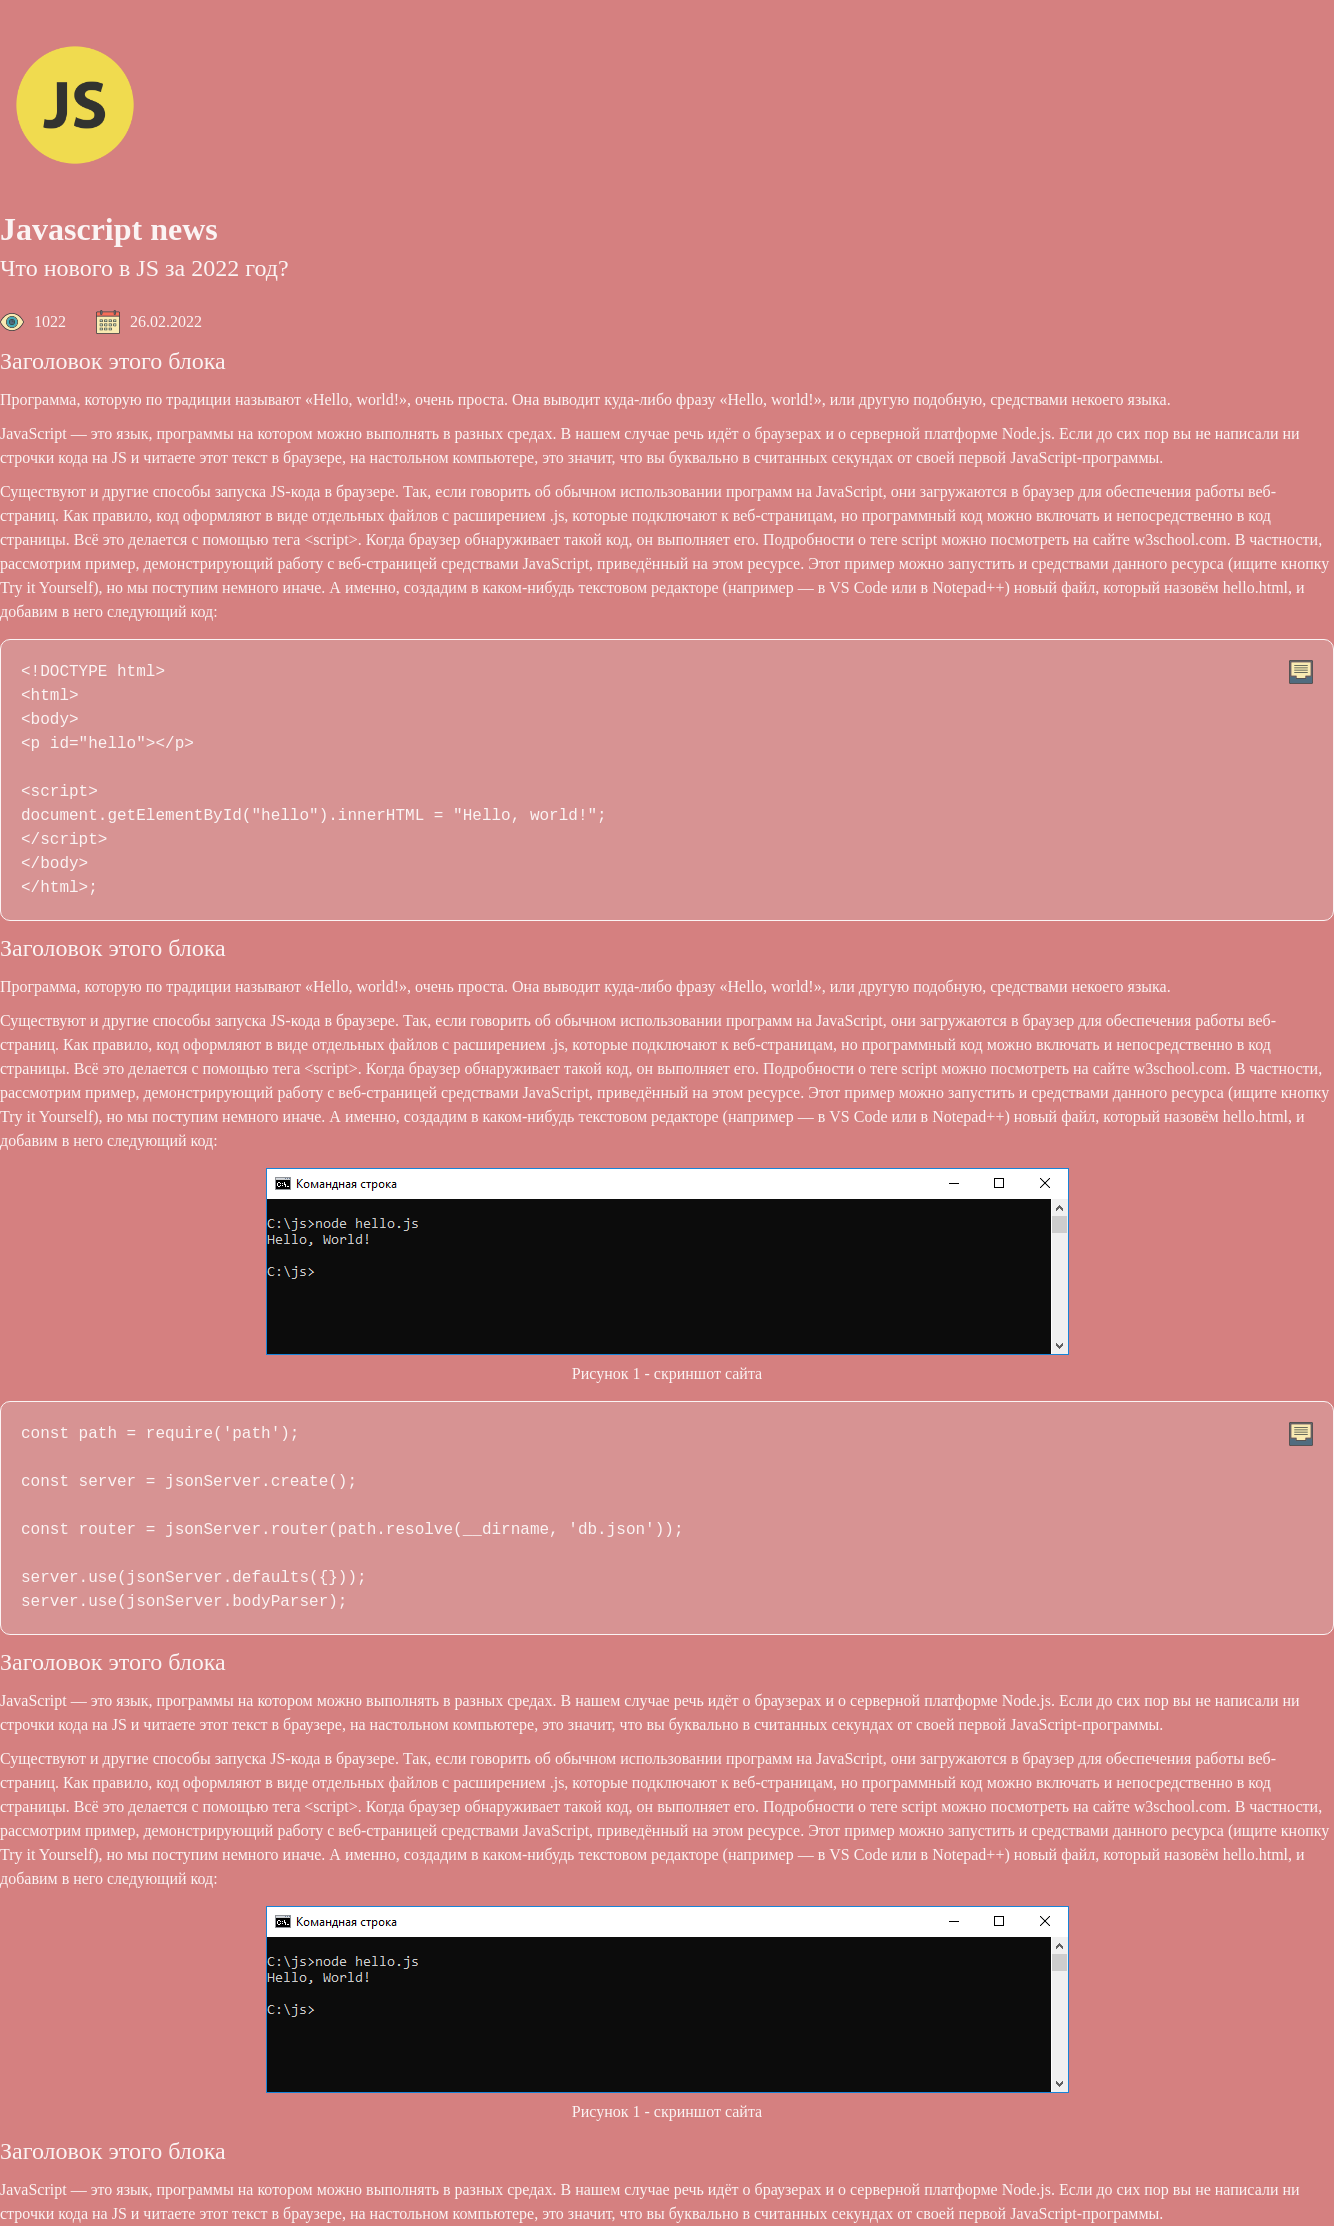 JS
Javascript news
Что нового в JS за 2022 год?
1022 26.02.2022
Заголовок этого блока
Программа, которую по традиции называют «Hello, world!», очень проста. Она выводит куда-либо фразу «Hello, world!», или другую подобную, средствами некоего языка.
JavaScript — это язык, программы на котором можно выполнять в разных средах. В нашем случае речь идёт о браузерах и о серверной платформе Node.js. Если до сих пор вы не написали ни
строчки кода на JS и читаете этот текст в браузере, на настольном компьютере, это значит, что вы буквально в считанных секундах от своей первой JavaScript-программы.
Существуют и другие способы запуска JS-кода в браузере. Так, если говорить об обычном использовании программ на JavaScript, они загружаются в браузер для обеспечения работы веб-
страниц. Как правило, код оформляют в виде отдельных файлов с расширением .js, которые подключают к веб-страницам, но программный код можно включать и непосредственно в код
страницы. Всё это делается с помощью тега <script>. Когда браузер обнаруживает такой код, он выполняет его. Подробности о теге script можно посмотреть на сайте w3school.com. В частности,
рассмотрим пример, демонстрирующий работу с веб-страницей средствами JavaScript, приведённый на этом ресурсе. Этот пример можно запустить и средствами данного ресурса (ищите кнопку
Try it Yourself), но мы поступим немного иначе. А именно, создадим в каком-нибудь текстовом редакторе (например — в VS Code или в Notepad++) новый файл, который назовём hello.html, и
добавим в него следующий код:
<!DOCTYPE html>
<html>
<body>
<p id="hello"></p>
<script>
document.getElementById("hello").innerHTML = "Hello, world!";
</script>
</body>
</html>;
Заголовок этого блока
Программа, которую по традиции называют «Hello, world!», очень проста. Она выводит куда-либо фразу «Hello, world!», или другую подобную, средствами некоего языка.
Существуют и другие способы запуска JS-кода в браузере. Так, если говорить об обычном использовании программ на JavaScript, они загружаются в браузер для обеспечения работы веб-
страниц. Как правило, код оформляют в виде отдельных файлов с расширением .js, которые подключают к веб-страницам, но программный код можно включать и непосредственно в код
страницы. Всё это делается с помощью тега <script>. Когда браузер обнаруживает такой код, он выполняет его. Подробности о теге script можно посмотреть на сайте w3school.com. В частности,
рассмотрим пример, демонстрирующий работу с веб-страницей средствами JavaScript, приведённый на этом ресурсе. Этот пример можно запустить и средствами данного ресурса (ищите кнопку
Try it Yourself), но мы поступим немного иначе. А именно, создадим в каком-нибудь текстовом редакторе (например — в VS Code или в Notepad++) новый файл, который назовём hello.html, и
добавим в него следующий код:
Командная строка
C:\js>node hello.js
Hello, World!
C:\js>
Рисунок 1 - скриншот сайта
const path = require('path');
const server = jsonServer.create();
const router = jsonServer.router(path.resolve(__dirname, 'db.json'));
server.use(jsonServer.defaults({}));
server.use(jsonServer.bodyParser);
Заголовок этого блока
JavaScript — это язык, программы на котором можно выполнять в разных средах. В нашем случае речь идёт о браузерах и о серверной платформе Node.js. Если до сих пор вы не написали ни
строчки кода на JS и читаете этот текст в браузере, на настольном компьютере, это значит, что вы буквально в считанных секундах от своей первой JavaScript-программы.
Существуют и другие способы запуска JS-кода в браузере. Так, если говорить об обычном использовании программ на JavaScript, они загружаются в браузер для обеспечения работы веб-
страниц. Как правило, код оформляют в виде отдельных файлов с расширением .js, которые подключают к веб-страницам, но программный код можно включать и непосредственно в код
страницы. Всё это делается с помощью тега <script>. Когда браузер обнаруживает такой код, он выполняет его. Подробности о теге script можно посмотреть на сайте w3school.com. В частности,
рассмотрим пример, демонстрирующий работу с веб-страницей средствами JavaScript, приведённый на этом ресурсе. Этот пример можно запустить и средствами данного ресурса (ищите кнопку
Try it Yourself), но мы поступим немного иначе. А именно, создадим в каком-нибудь текстовом редакторе (например — в VS Code или в Notepad++) новый файл, который назовём hello.html, и
добавим в него следующий код:
Командная строка
C:\js>node hello.js
Hello, World!
C:\js>
Рисунок 1 - скриншот сайта
Заголовок этого блока
JavaScript — это язык, программы на котором можно выполнять в разных средах. В нашем случае речь идёт о браузерах и о серверной платформе Node.js. Если до сих пор вы не написали ни
строчки кода на JS и читаете этот текст в браузере, на настольном компьютере, это значит, что вы буквально в считанных секундах от своей первой JavaScript-программы.